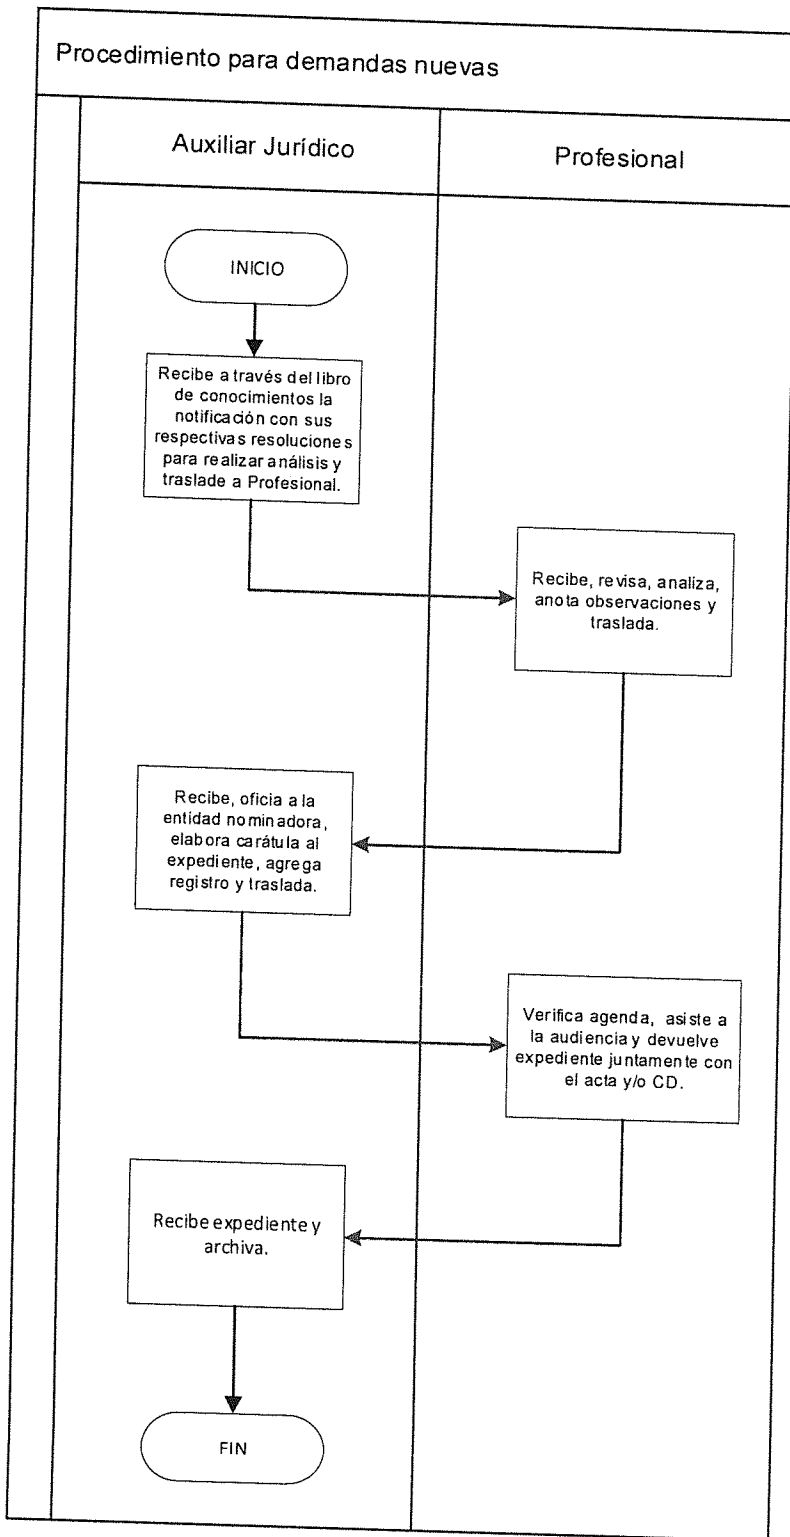 Procedimiento para demandas nuevas
Auxiliar Jurídico
Profesional
INICIO
Recibe a través del libro
de conocimientos la
notificación con sus
respectivas resoluciones
para realizar análisis y
traslade a Profesional.
Recibe, revisa, analiza,
anota observaciones y
traslada.
Recibe, oficia a la
entidad nominadora,
elabora carátula al
expediente, agrega
registro y traslada.
Verifica agenda, asiste a
la audiencia y devuelve
expediente juntamente con
el acta y/o CD.
Recibe expediente y
archiva.
FIN